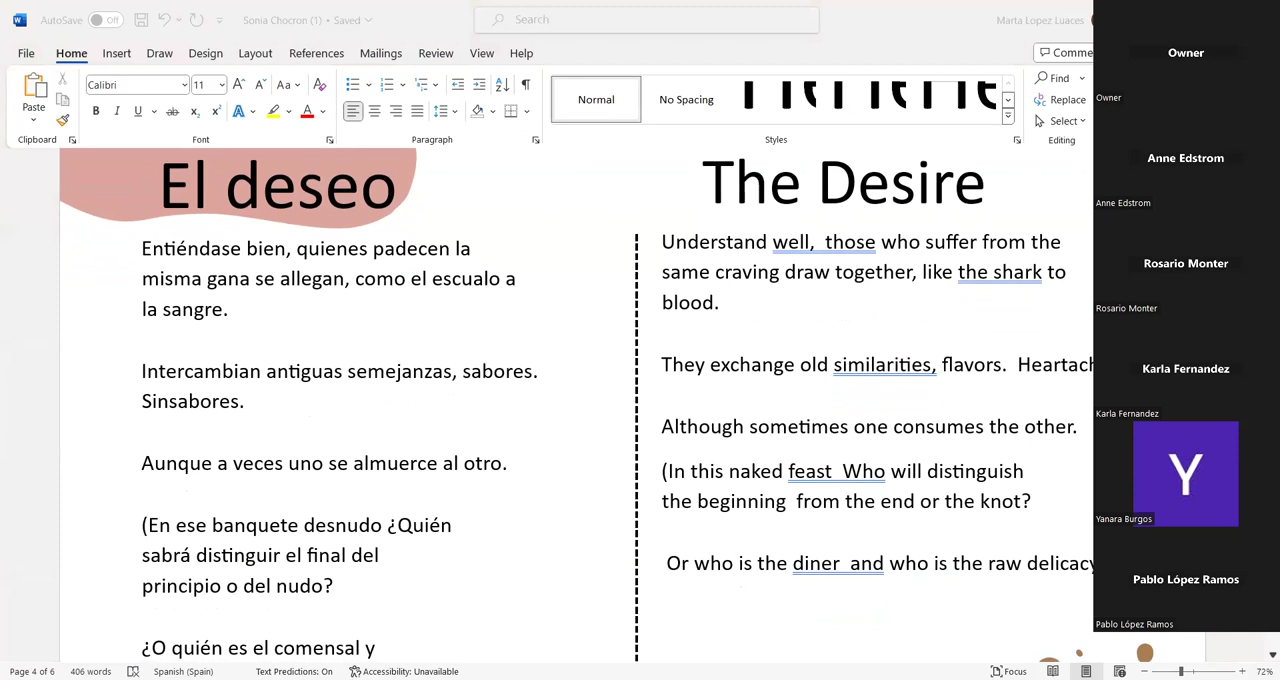 AutoSave Off Sonia Chocron (1) • Saved Search Marta Lopez Luaces
File Home Insert Draw Design Layout References Mailings Review View Help
Paste Calibri 11 Normal No Spacing Find Replace Select
Clipboard Font Paragraph Styles Editing
El deseo
Entiéndase bien, quienes padecen la
misma gana se allegan, como el escualo a
la sangre.
Intercambian antiguas semejanzas, sabores.
Sinsabores.
Aunque a veces uno se almuerce al otro.
(En ese banquete desnudo ¿Quién
sabrá distinguir el final del
principio o del nudo?
¿O quién es el comensal y
The Desire
Understand well, those who suffer from the
same craving draw together, like the shark to
blood.
They exchange old similarities, flavors. Heartach
Although sometimes one consumes the other.
(In this naked feast Who will distinguish
the beginning from the end or the knot?
Or who is the diner and who is the raw delicacy
Owner
Owner
Anne Edstrom
Anne Edstrom
Rosario Monter
Rosario Monter
Karla Fernandez
Karla Fernandez
Y
Yanara Burgos
Pablo López Ramos
Pablo López Ramos
Page 4 of 6 406 words Spanish (Spain) Text Predictions: On Accessibility: Unavailable Focus 72%